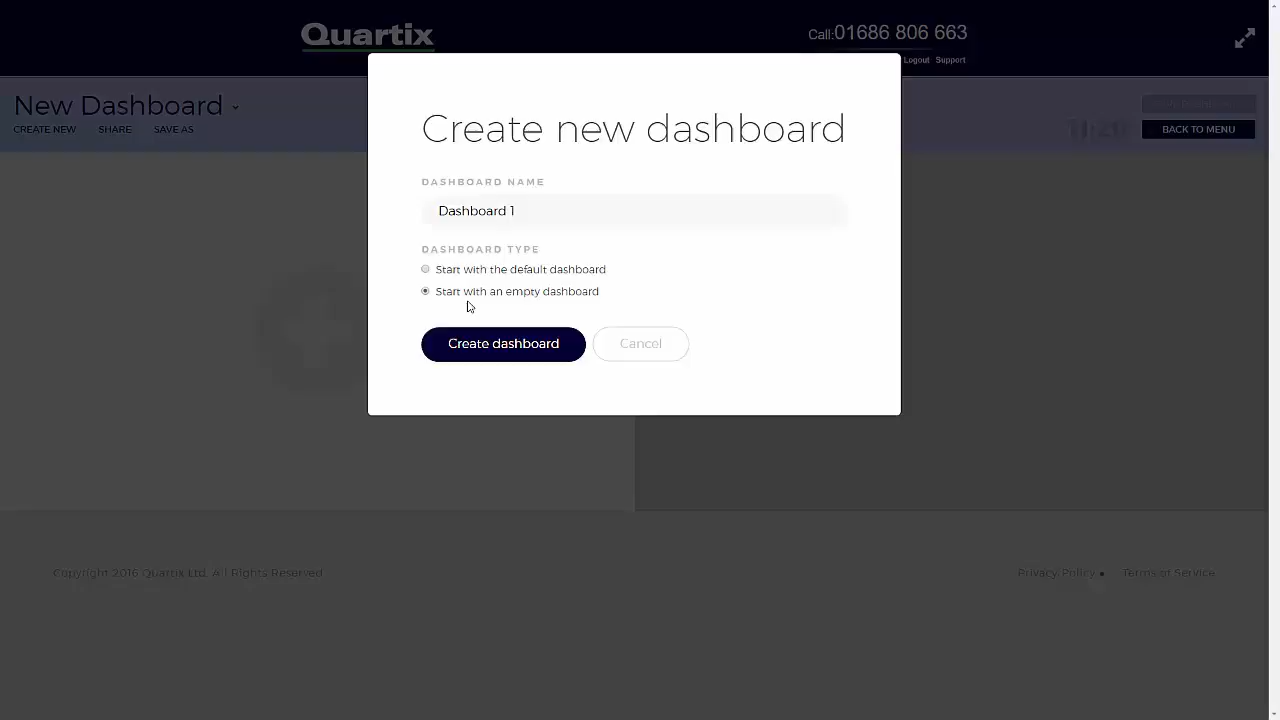 Quartix
Call:01686 806 663
Logout Support
New Dashboard
CREATE NEW SHARE SAVE AS
BACK TO MENU
Create new dashboard
DASHBOARD NAME
Dashboard 1
DASHBOARD TYPE
Start with the default dashboard
Start with an empty dashboard
Create dashboard Cancel
Copyright 2016 Quartix Ltd. All Rights Reserved
Privacy Policy • Terms of Service